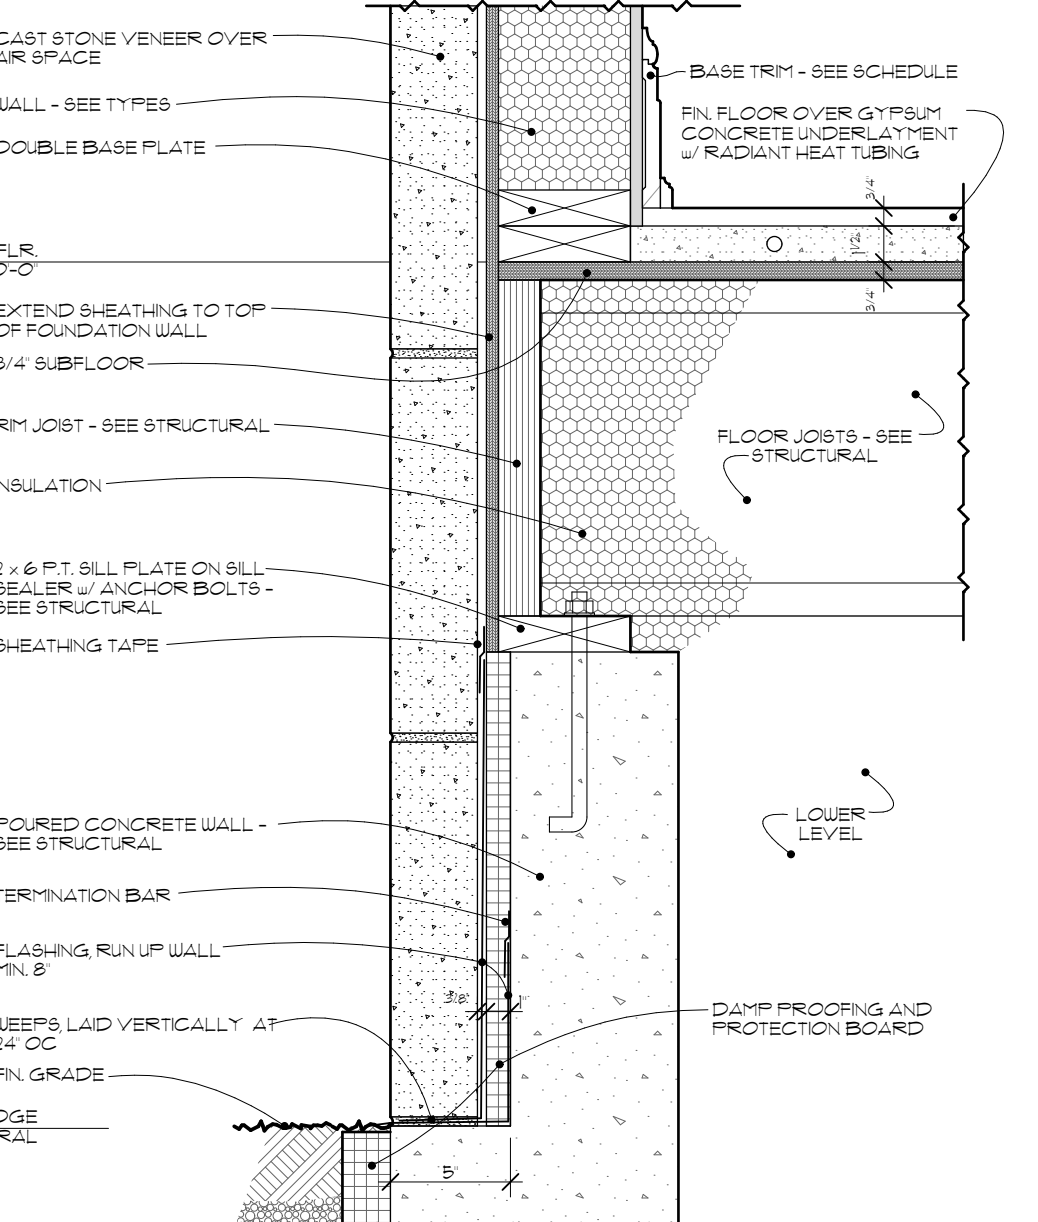 CAST STONE VENEER OVER
AIR SPACE
WALL - SEE TYPES
DOUBLE BASE PLATE
FLR.
0'-0"
EXTEND SHEATHING TO TOP
OF FOUNDATION WALL
3/4" SUBFLOOR
RIM JOIST - SEE STRUCTURAL
INSULATION
2 x 6 P.T. SILL PLATE ON SILL
SEALER w/ ANCHOR BOLTS -
SEE STRUCTURAL
SHEATHING TAPE
POURED CONCRETE WALL -
SEE STRUCTURAL
TERMINATION BAR
FLASHING, RUN UP WALL
MIN. 8"
WEEPS, LAID VERTICALLY AT
24" OC
FIN. GRADE
DGE
RAL
BASE TRIM - SEE SCHEDULE
FIN. FLOOR OVER GYPSUM
CONCRETE UNDERLAYMENT
w/ RADIANT HEAT TUBING
3/4"
1 1/2"
3/4"
FLOOR JOISTS - SEE
STRUCTURAL
LOWER
LEVEL
3/8"
1"
DAMP PROOFING AND
PROTECTION BOARD
5"